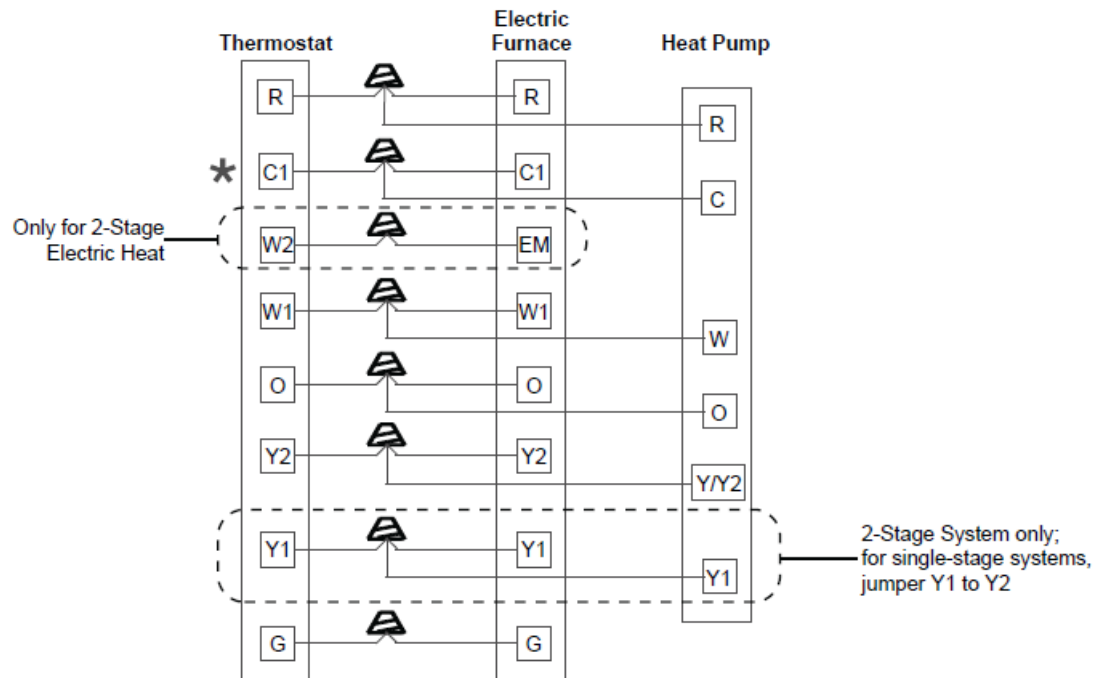 Thermostat
Electric
Furnace
Heat Pump
R
R
R
*
C1
C1
C
Only for 2-Stage
Electric Heat
W2
EM
W1
W1
W
O
O
O
Y2
Y2
Y/Y2
Y1
Y1
Y1
2-Stage System only;
for single-stage systems,
jumper Y1 to Y2
G
G